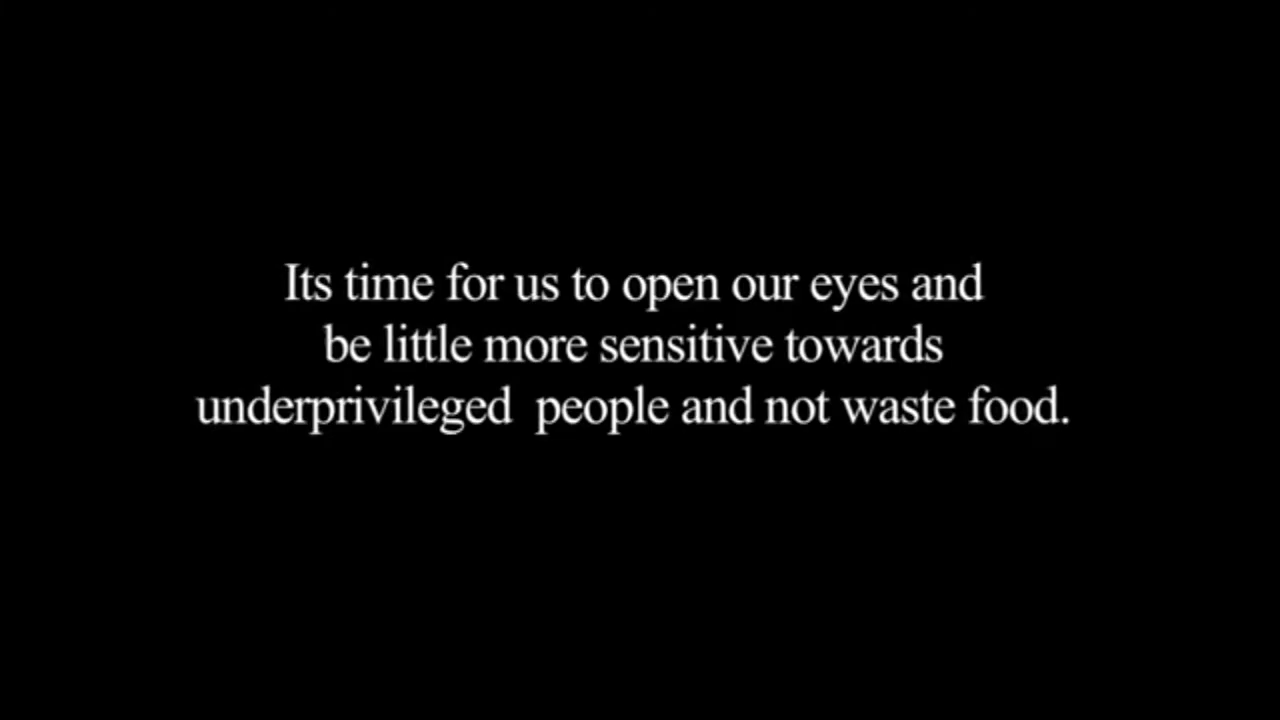 Its time for us to open our eyes and
be little more sensitive towards
underprivileged  people and not waste food.